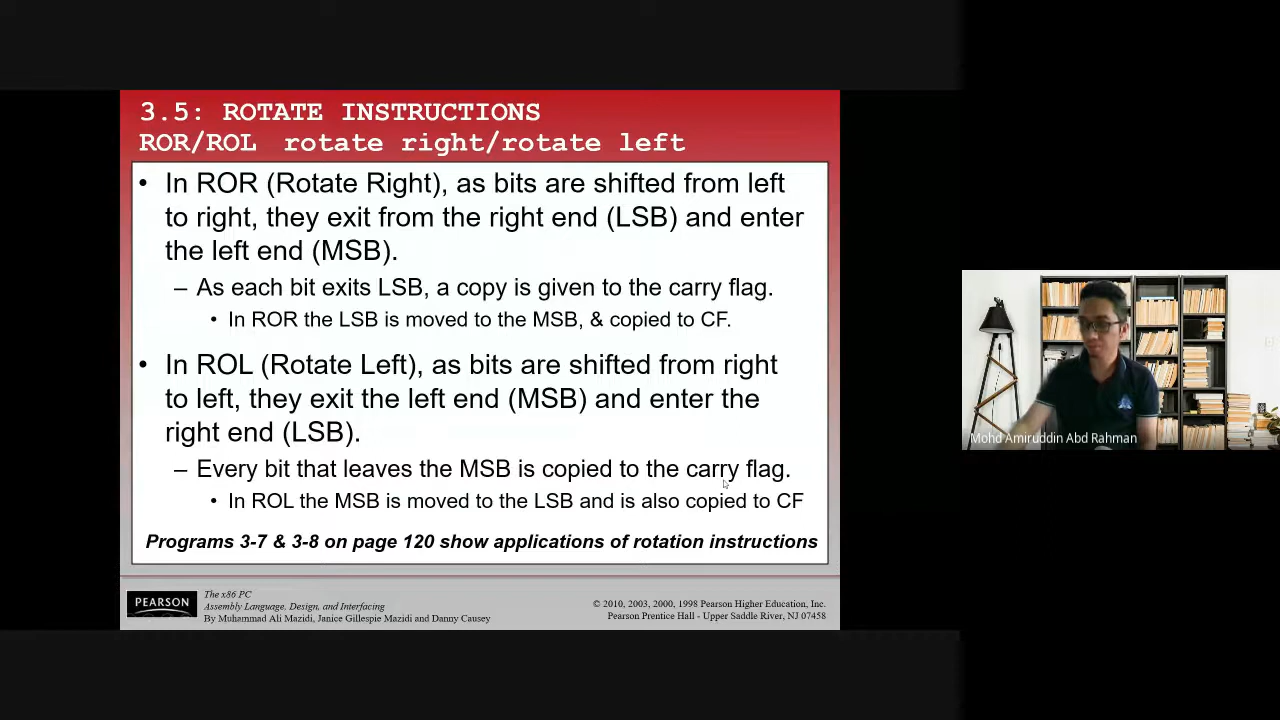 3.5: ROTATE INSTRUCTIONS
ROR/ROL rotate right/rotate left
• In ROR (Rotate Right), as bits are shifted from left
to right, they exit from the right end (LSB) and enter
the left end (MSB).
– As each bit exits LSB, a copy is given to the carry flag.
• In ROR the LSB is moved to the MSB, & copied to CF.
• In ROL (Rotate Left), as bits are shifted from right
to left, they exit the left end (MSB) and enter the
right end (LSB).
– Every bit that leaves the MSB is copied to the carry flag.
• In ROL the MSB is moved to the LSB and is also copied to CF
Programs 3-7 & 3-8 on page 120 show applications of rotation instructions
PEARSON
The x86 PC
Assembly Language, Design, and Interfacing
By Muhammad Ali Mazidi, Janice Gillespie Mazidi and Danny Causey
© 2010, 2003, 2000, 1998 Pearson Higher Education, Inc.
Pearson Prentice Hall - Upper Saddle River, NJ 07458
Mohd Amiruddin Abd Rahman